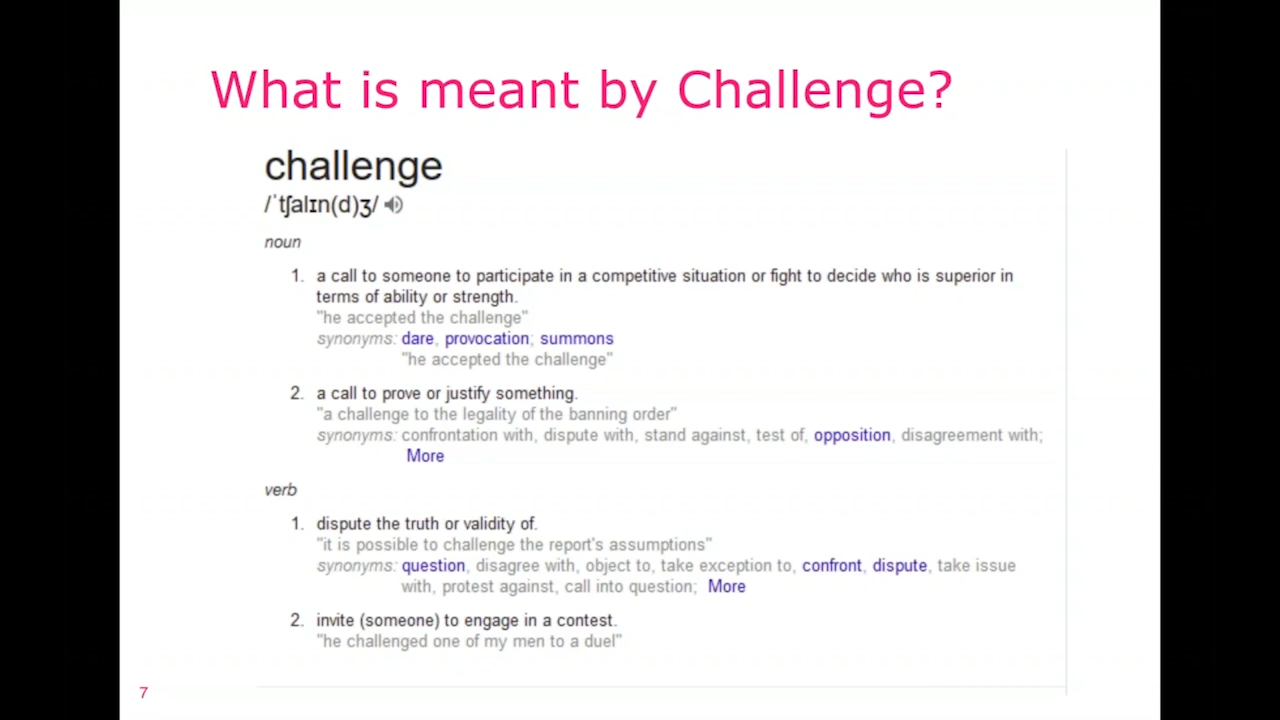 What is meant by Challenge?
challenge
/ˈtʃalɪn(d)ʒ/
noun
1. a call to someone to participate in a competitive situation or fight to decide who is superior in
terms of ability or strength.
"he accepted the challenge"
synonyms: dare, provocation; summons
"he accepted the challenge"
2. a call to prove or justify something.
"a challenge to the legality of the banning order"
synonyms: confrontation with, dispute with, stand against, test of, opposition, disagreement with;
More
verb
1. dispute the truth or validity of.
"it is possible to challenge the report's assumptions"
synonyms: question, disagree with, object to, take exception to, confront, dispute, take issue
with, protest against, call into question; More
2. invite (someone) to engage in a contest.
"he challenged one of my men to a duel"
7